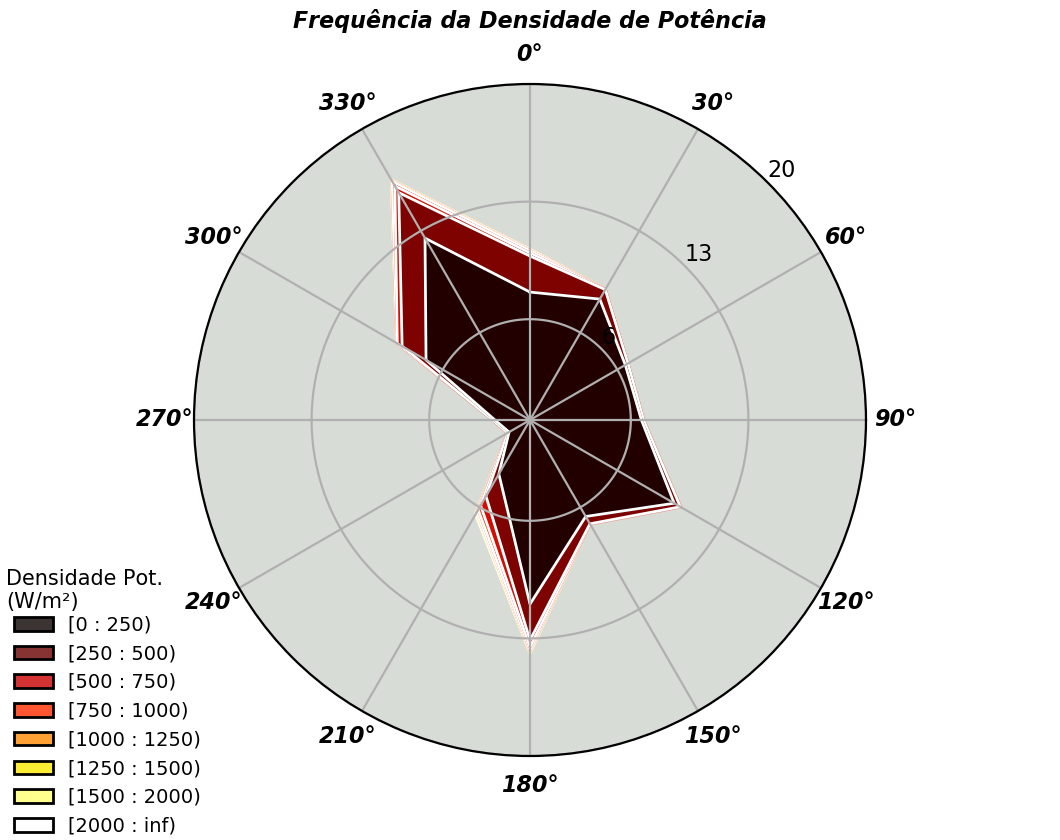 Frequência da Densidade de Potência
0°
330°
30°
20
300°
60°
13
6
270°
90°
Densidade Pot.
(W/m²)
240°
120°
[0 : 250)
[250 : 500)
[500 : 750)
[750 : 1000)
210°
150°
[1000 : 1250)
[1250 : 1500)
180°
[1500 : 2000)
[2000 : inf)